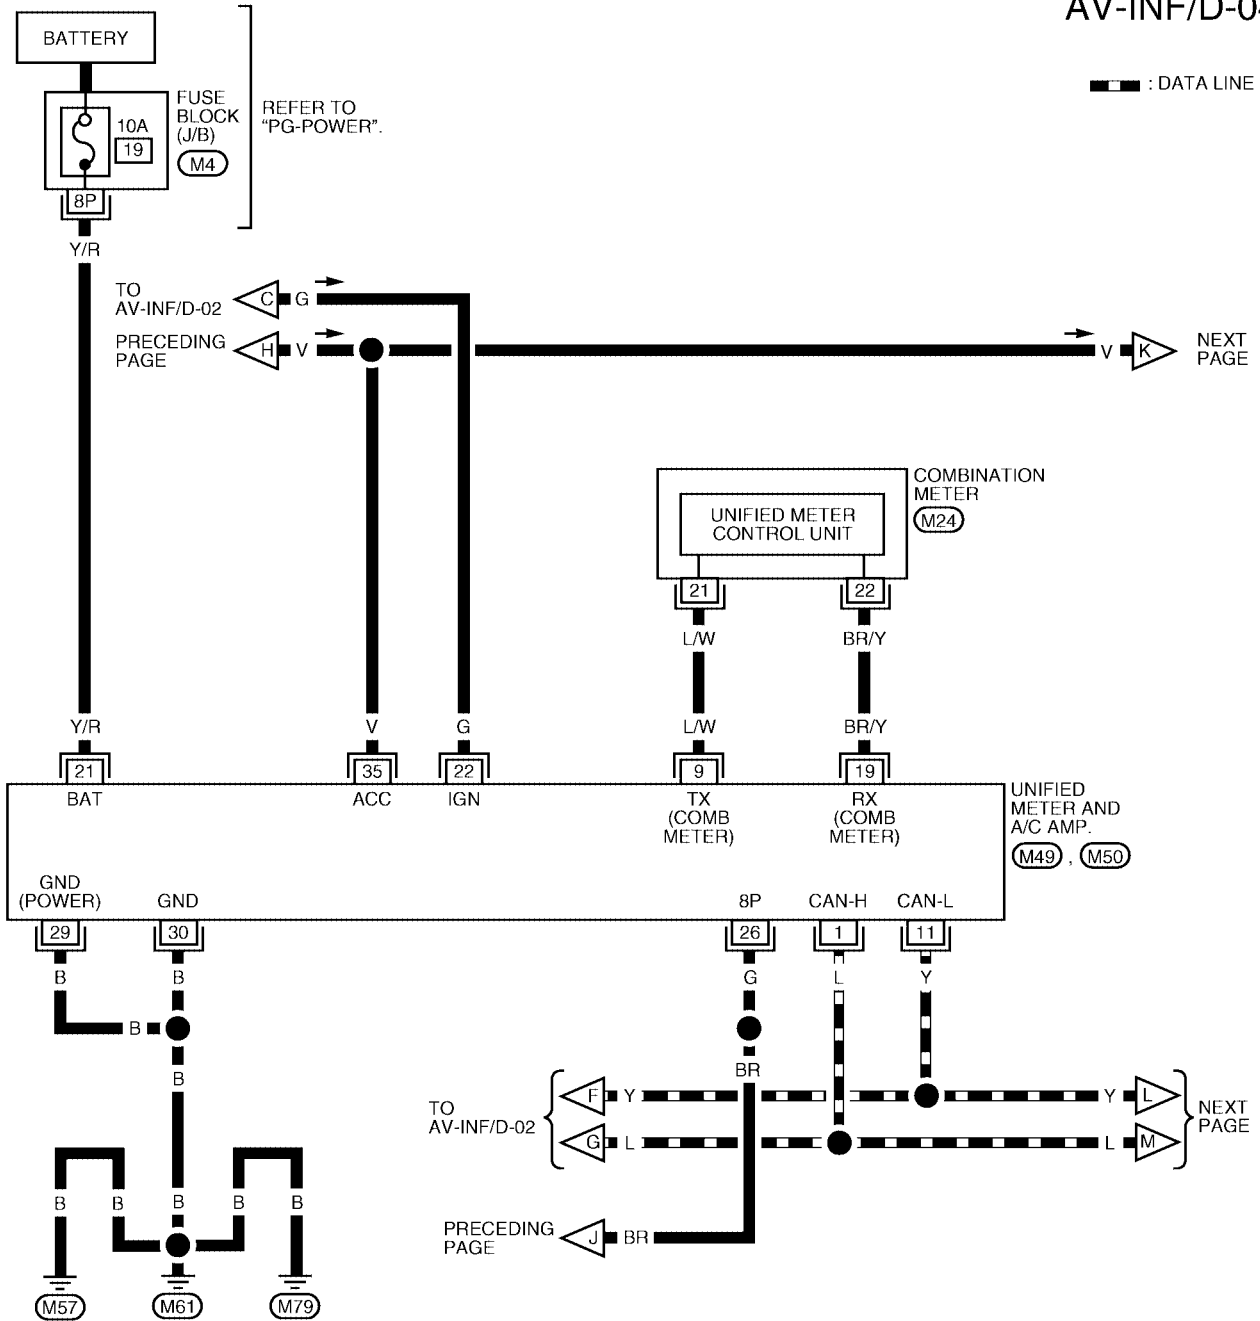 AV-INF/D-0
BATTERY
: DATA LINE
FUSE
BLOCK
(J/B)
M4
10A
19
8P
REFER TO
"PG-POWER".
Y/R
TO
AV-INF/D-02
C
G
PRECEDING
PAGE
H
V
V
K
NEXT
PAGE
COMBINATION
METER
M24
UNIFIED METER
CONTROL UNIT
21
22
L/W
BR/Y
Y/R
V
G
L/W
BR/Y
21
35
22
9
19
BAT
ACC
IGN
TX
(COMB
METER)
RX
(COMB
METER)
UNIFIED
METER AND
A/C AMP.
M49 , M50
GND
(POWER)
GND
8P
CAN-H
CAN-L
29
30
26
1
11
B
B
G
L
Y
B
B
BR
TO
AV-INF/D-02
F
Y
Y
L
G
L
L
M
NEXT
PAGE
B
B
B
B
B
PRECEDING
PAGE
J
BR
M57
M61
M79